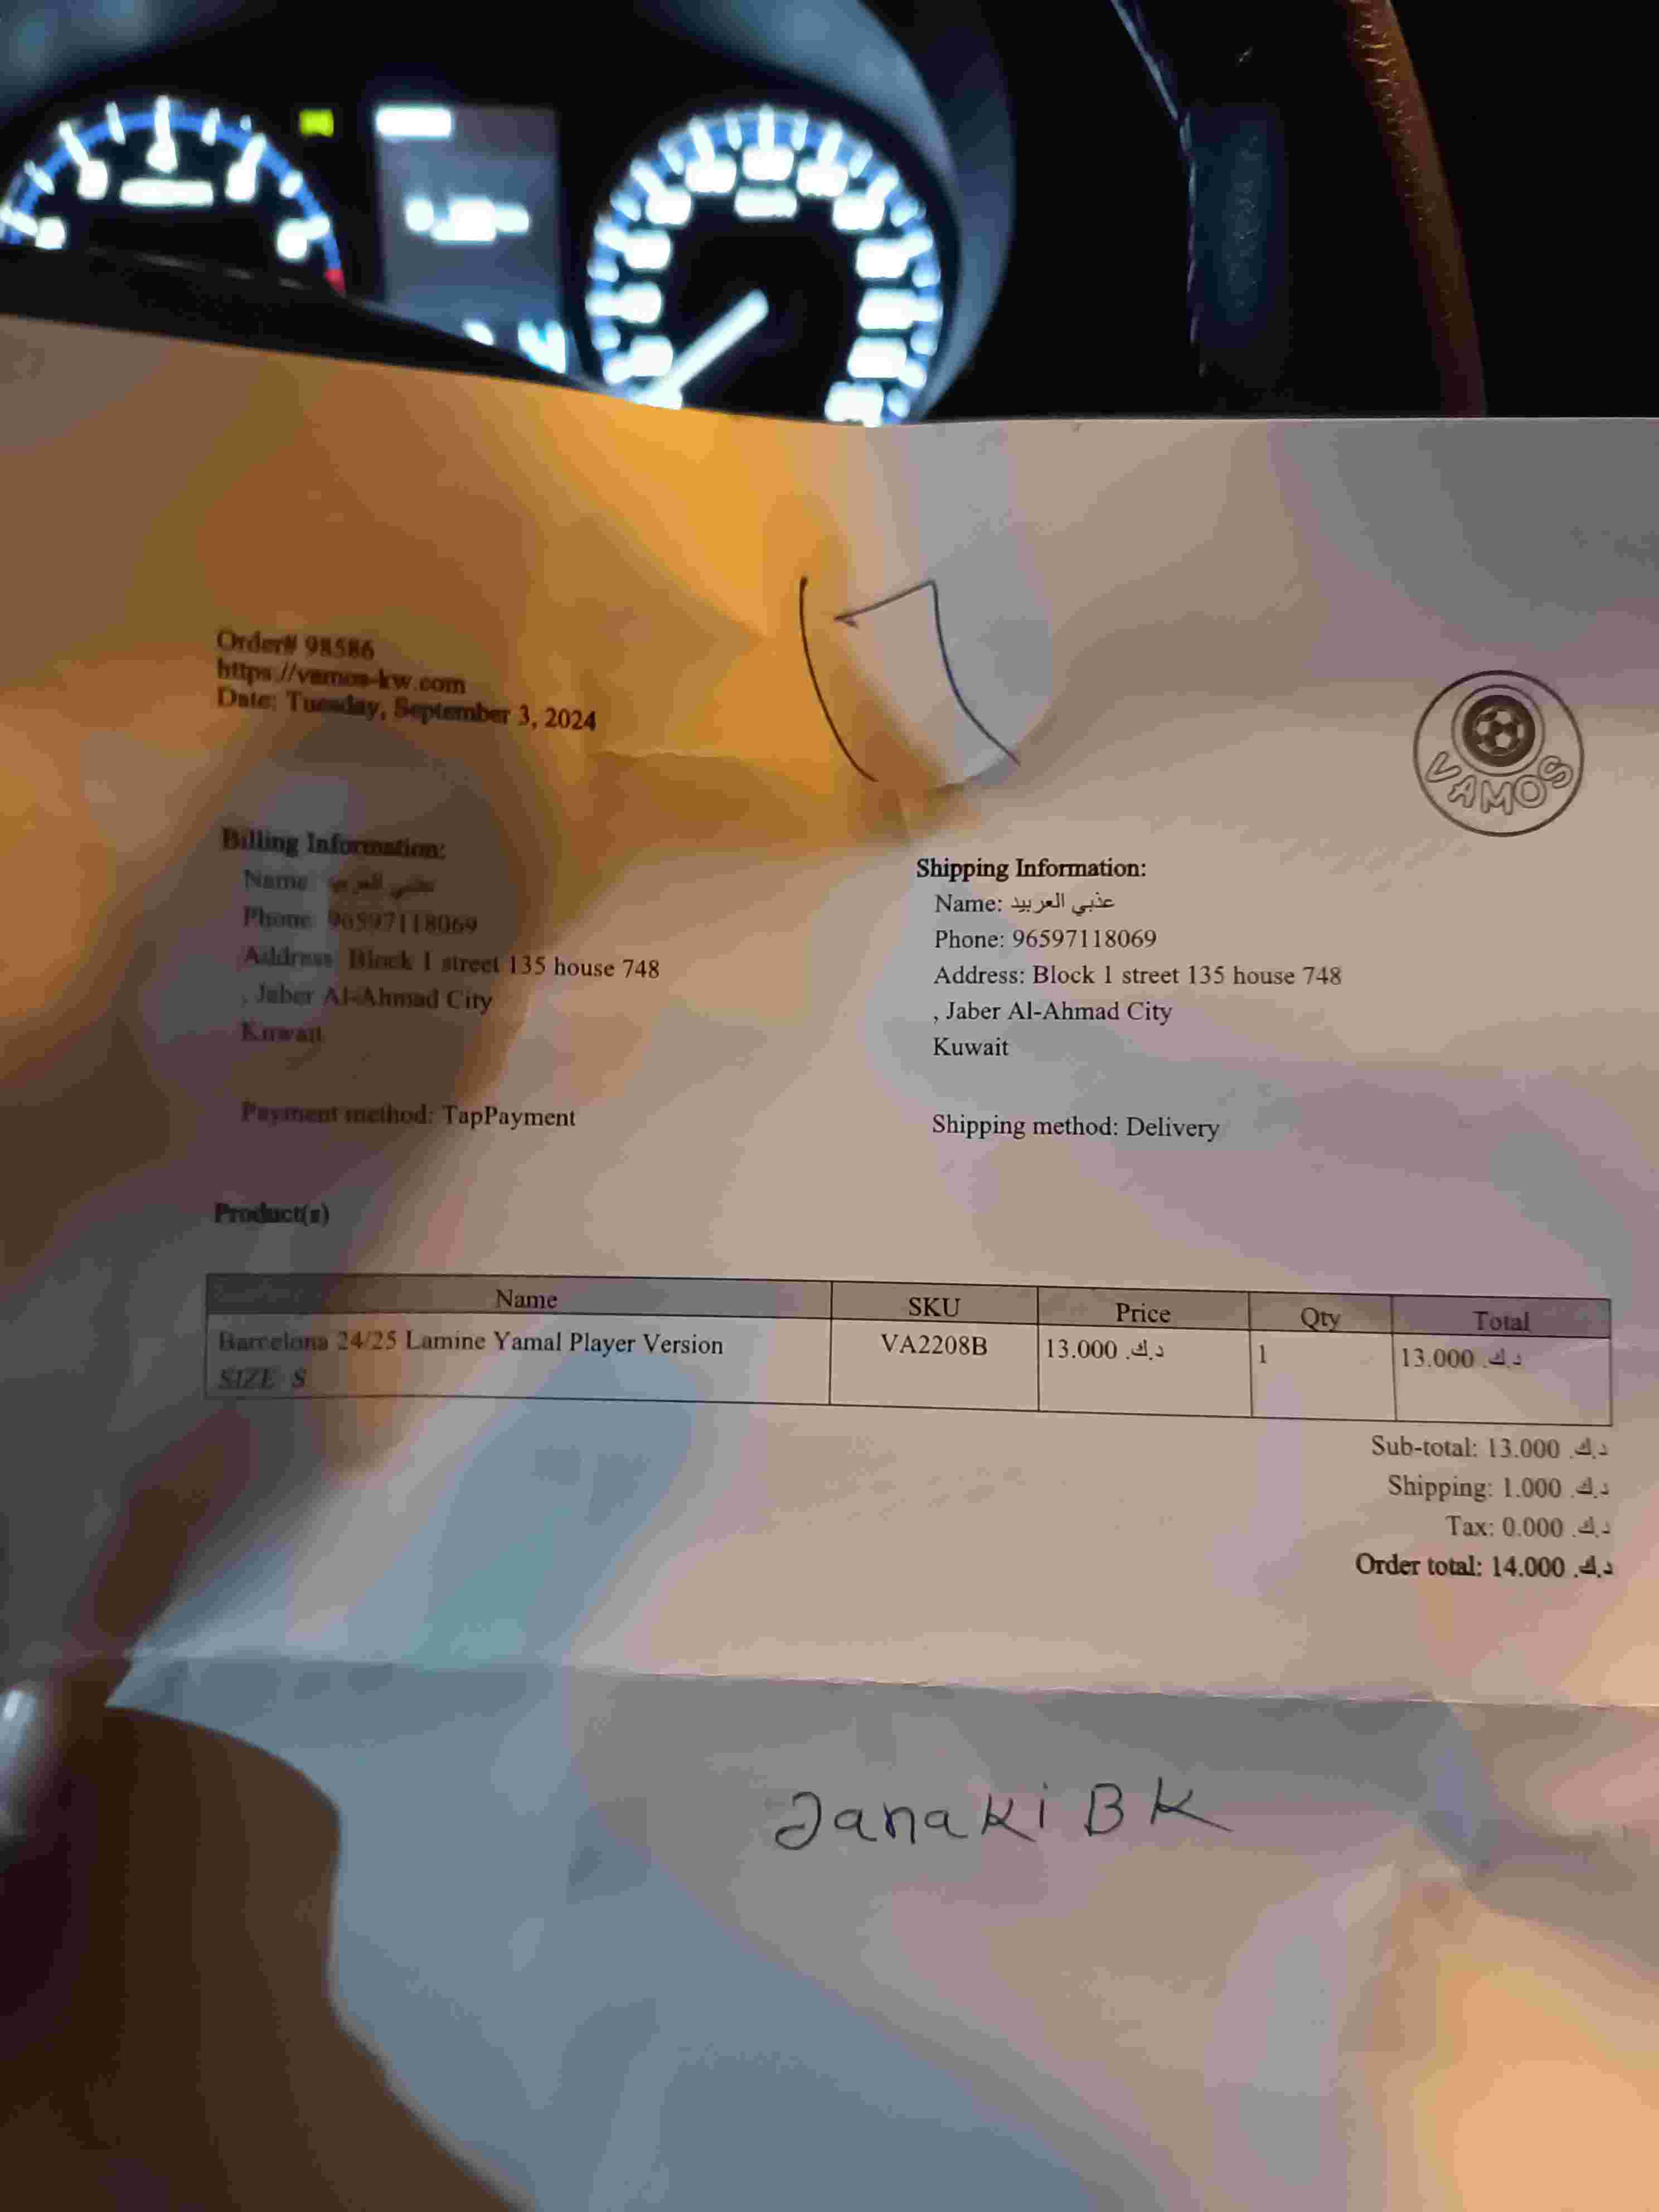 Order# 98586
https://vamos-kw.com
Date: Tuesday, September 3, 2024
VAMOS
Billing Information:
Name:
Phone: 96597118069
Address: Block 1 street 135 house 748
, Jaber Al-Ahmad City
Kuwait
Payment method: TapPayment
Shipping Information:
Name: عذبي العربيد
Phone: 96597118069
Address: Block 1 street 135 house 748
, Jaber Al-Ahmad City
Kuwait
Shipping method: Delivery
Product(s)
Name SKU Price Qty Total
Barcelona 24/25 Lamine Yamal Player Version VA2208B 13.000 د.ك. 1 13.000 د.ك.
SIZE S
Sub-total: 13.000 د.ك.
Shipping: 1.000 د.ك.
Tax: 0.000 د.ك.
Order total: 14.000 د.ك.
Janaki B K